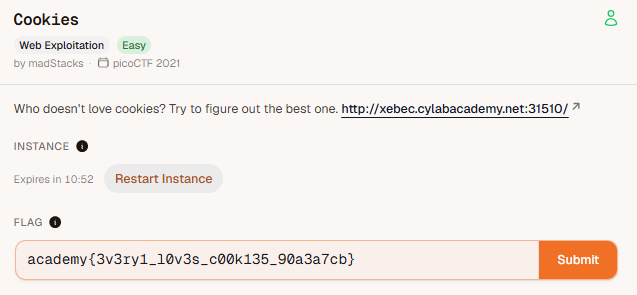 Cookies
Web Exploitation Easy
by madStacks · picoCTF 2021
Who doesn't love cookies? Try to figure out the best one. http://xebec.cylabacademy.net:31510/
INSTANCE
Expires in 10:52 Restart Instance
FLAG
academy{3v3ry1_l0v3s_c00k135_90a3a7cb} Submit